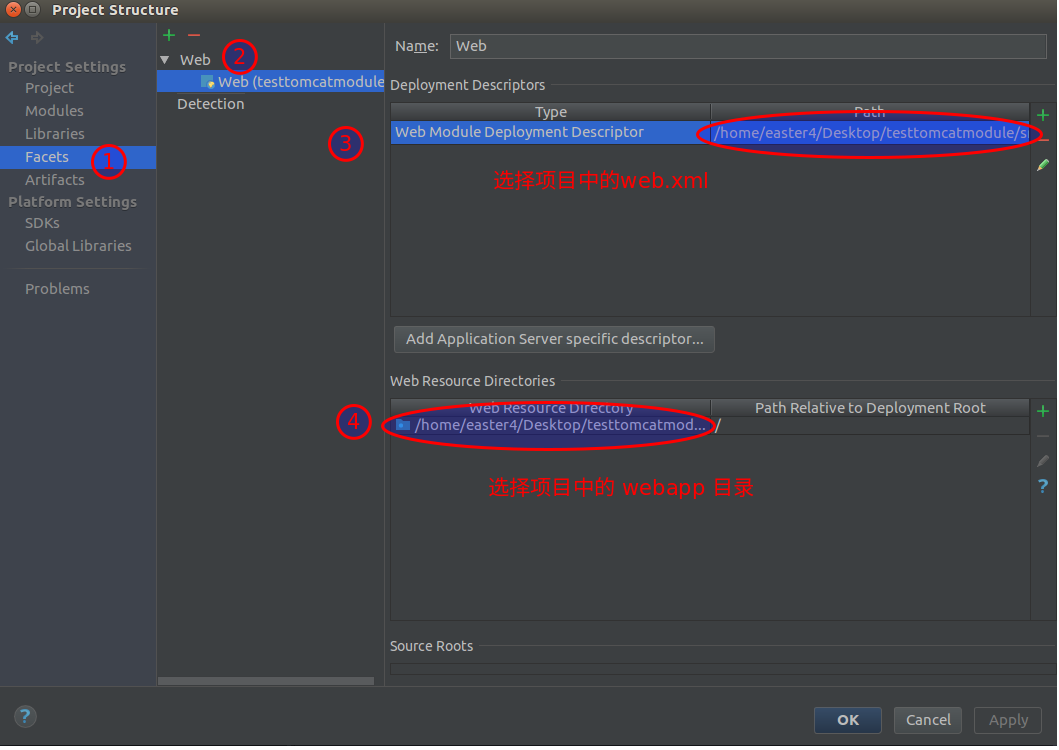 Project Structure
Project Settings
Project
Modules
Libraries
Facets
1
Artifacts
Platform Settings
SDKs
Global Libraries
Problems
Web
2
Web (testtomcatmodule
Detection
Name: Web
Deployment Descriptors
Type Path
3
Web Module Deployment Descriptor /home/easter4/Desktop/testtomcatmodule/s
选择项目中的web.xml
Add Application Server specific descriptor...
Web Resource Directories
Web Resource Directory Path Relative to Deployment Root
4
/home/easter4/Desktop/testtomcatmod... /
选择项目中的 webapp 目录
Source Roots
?
OK Cancel Apply